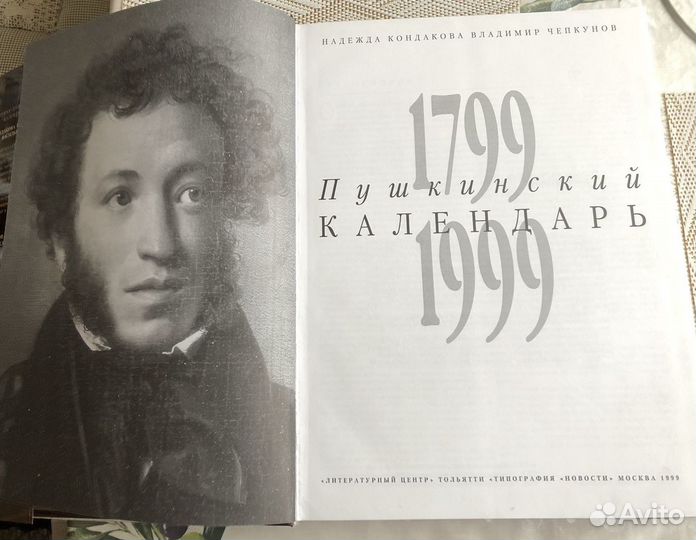 НАДЕЖДА КОНДАКОВА ВЛАДИМИР ЧЕПКУНОВ
1799
Пушкинский
КАЛЕНДАРЬ
1999
«ЛИТЕРАТУРНЫЙ ЦЕНТР» ТОЛЬЯТТИ «ТИПОГРАФИЯ «НОВОСТИ» МОСКВА 1999
Avito